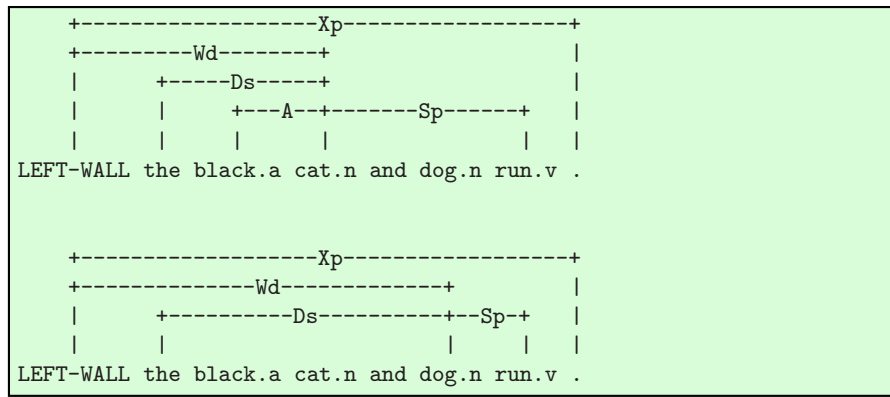 +-------------------Xp------------------+
    +---------Wd--------+                   |
    |      +-----Ds-----+                   |
    |      |     +---A--+-------Sp------+   |
    |      |     |      |               |   |
LEFT-WALL the black.a cat.n and dog.n run.v .

    +-------------------Xp------------------+
    +--------------Wd-------------+         |
    |      +----------Ds----------+--Sp-+   |
    |      |                      |     |   |
LEFT-WALL the black.a cat.n and dog.n run.v .